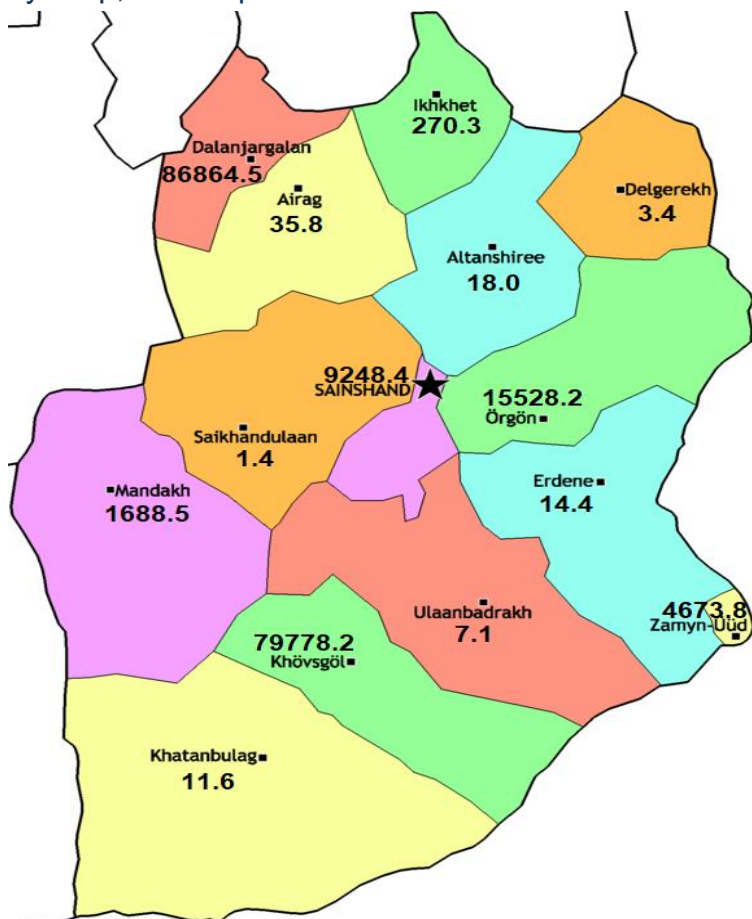 Ikhkhet
270.3
Dalanjargalan
86864.5
Airag
35.8
Delgerekh
3.4
Altanshiree
18.0
9248.4
SAINSHAND
15528.2
Örgön
Saikhandulaan
1.4
Mandakh
1688.5
Erdene
14.4
Ulaanbadrakh
7.1
4673.8
Zamyn-Üüd
79778.2
Khövsgöl
Khatanbulag
11.6